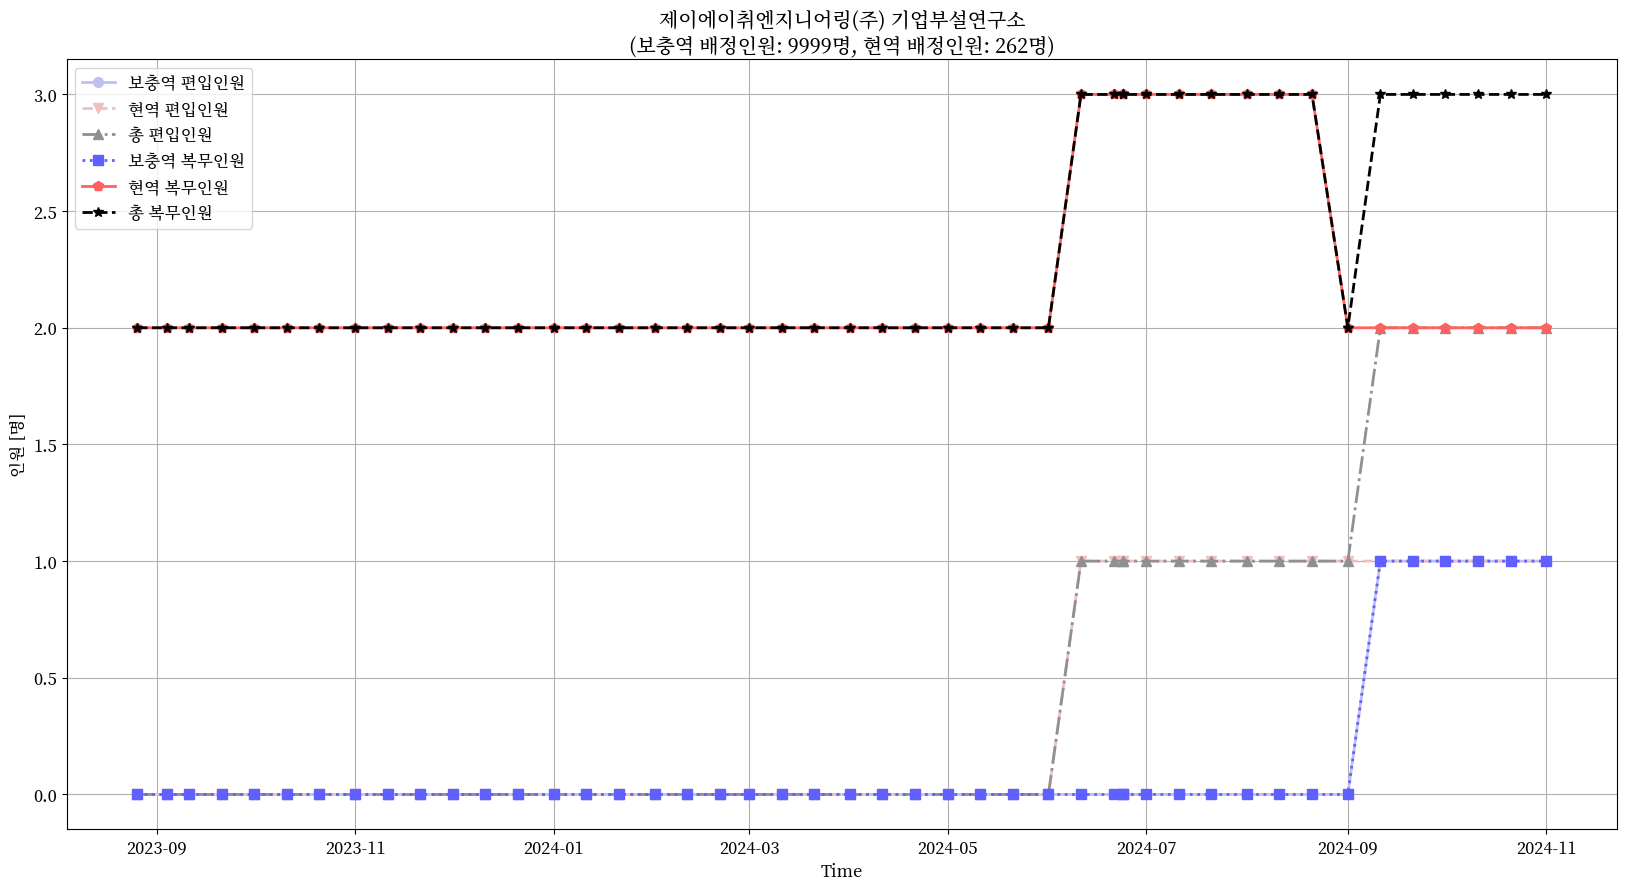 제이에이취엔지니어링(주) 기업부설연구소
(보충역 배정인원: 9999명, 현역 배정인원: 262명)
보충역 편입인원
현역 편입인원
총 편입인원
보충역 복무인원
현역 복무인원
총 복무인원
3.0
2.5
2.0
1.5
1.0
0.5
0.0
인원 [명]
2023-09
2023-11
2024-01
2024-03
2024-05
2024-07
2024-09
2024-11
Time